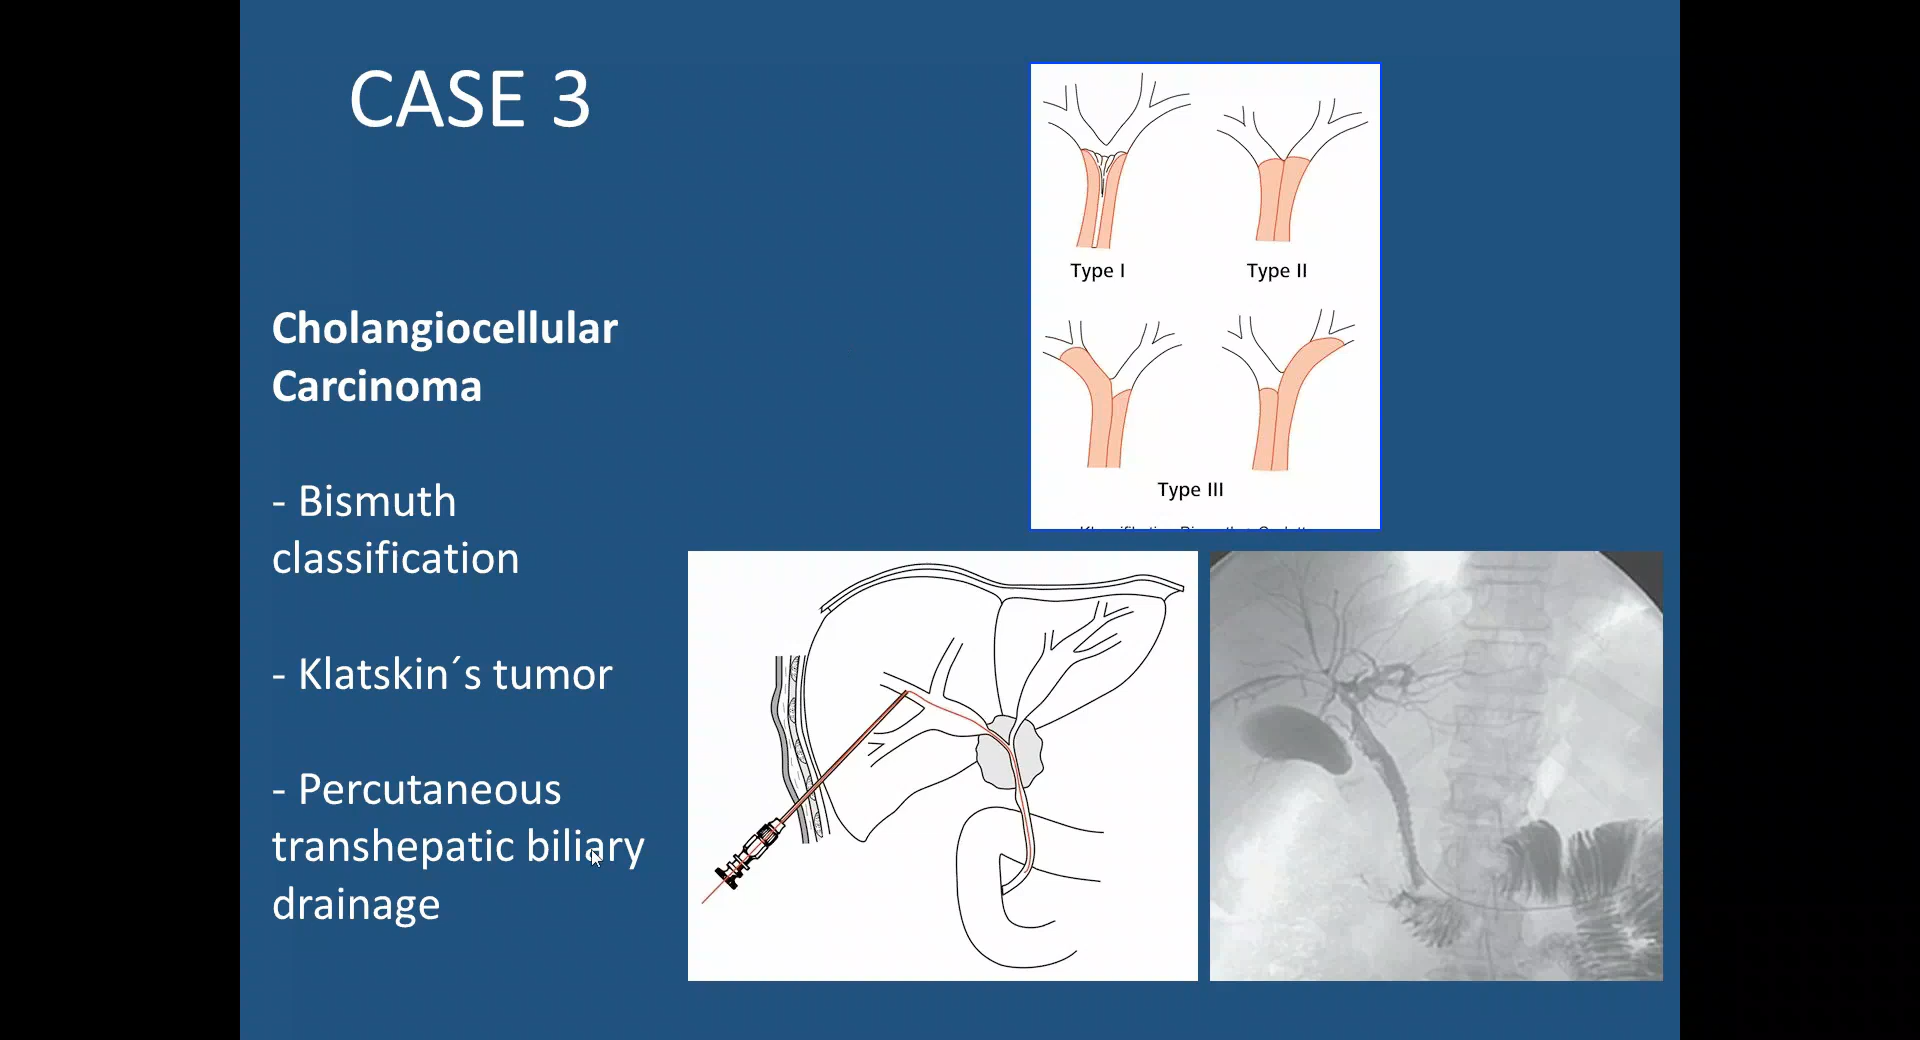 CASE 3
Cholangiocellular
Carcinoma
- Bismuth
classification
- Klatskin´s tumor
- Percutaneous
transhepatic biliary
drainage
Type I
Type II
Type III